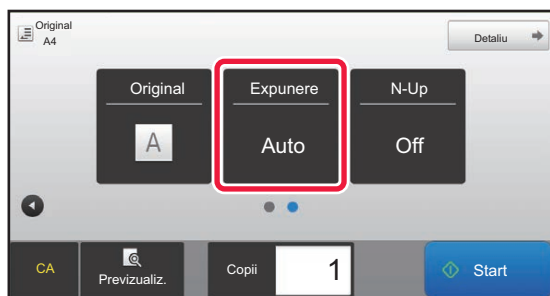 Original
A4
Detaliu
Original
Expunere
N-Up
A
Auto
Off
CA
Previzualiz.
Copii
1
Start